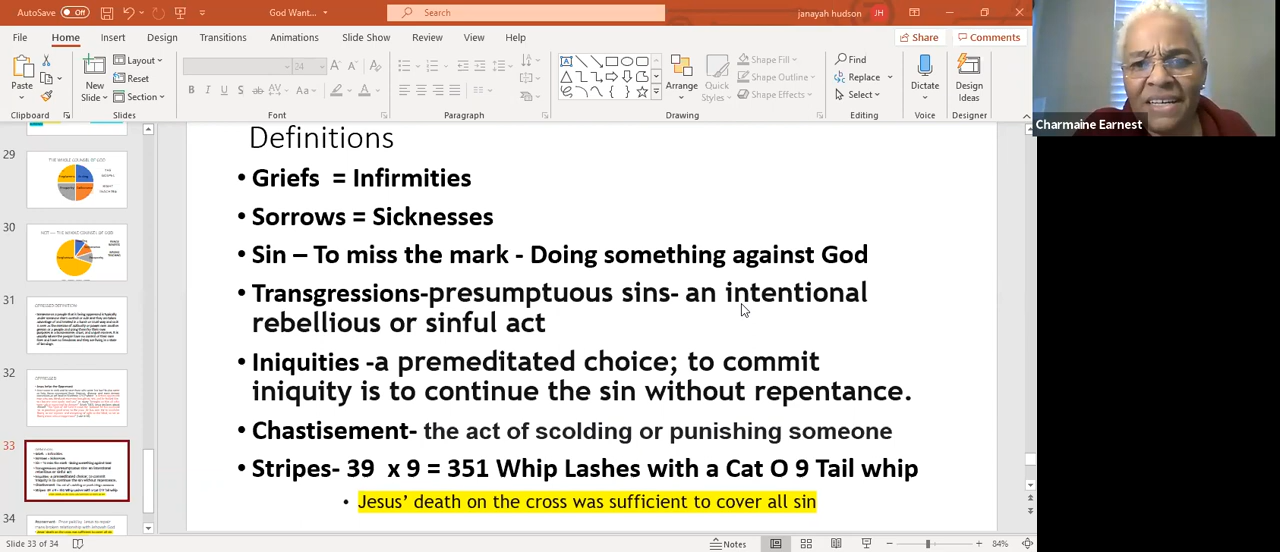 AutoSave Off God Want... Search janayah hudson JH
File Home Insert Design Transitions Animations Slide Show Review View Help Share Comments
Layout Shape Fill Find
Reset 24 Shape Outline Replace
Paste New Slide Section Arrange Quick Styles Shape Effects Select Dictate Design Ideas
Clipboard Slides Font Paragraph Drawing Editing Voice Designer
Charmaine Earnest
29
30
31
32
33
34
Definitions
• Griefs = Infirmities
• Sorrows = Sicknesses
• Sin – To miss the mark - Doing something against God
• Transgressions-presumptuous sins- an intentional
rebellious or sinful act
• Iniquities -a premeditated choice; to commit
iniquity is to continue the sin without repentance.
• Chastisement- the act of scolding or punishing someone
• Stripes- 39 x 9 = 351 Whip Lashes with a Cat O 9 Tail whip
• Jesus' death on the cross was sufficient to cover all sin
Slide 33 of 34 Notes 84%